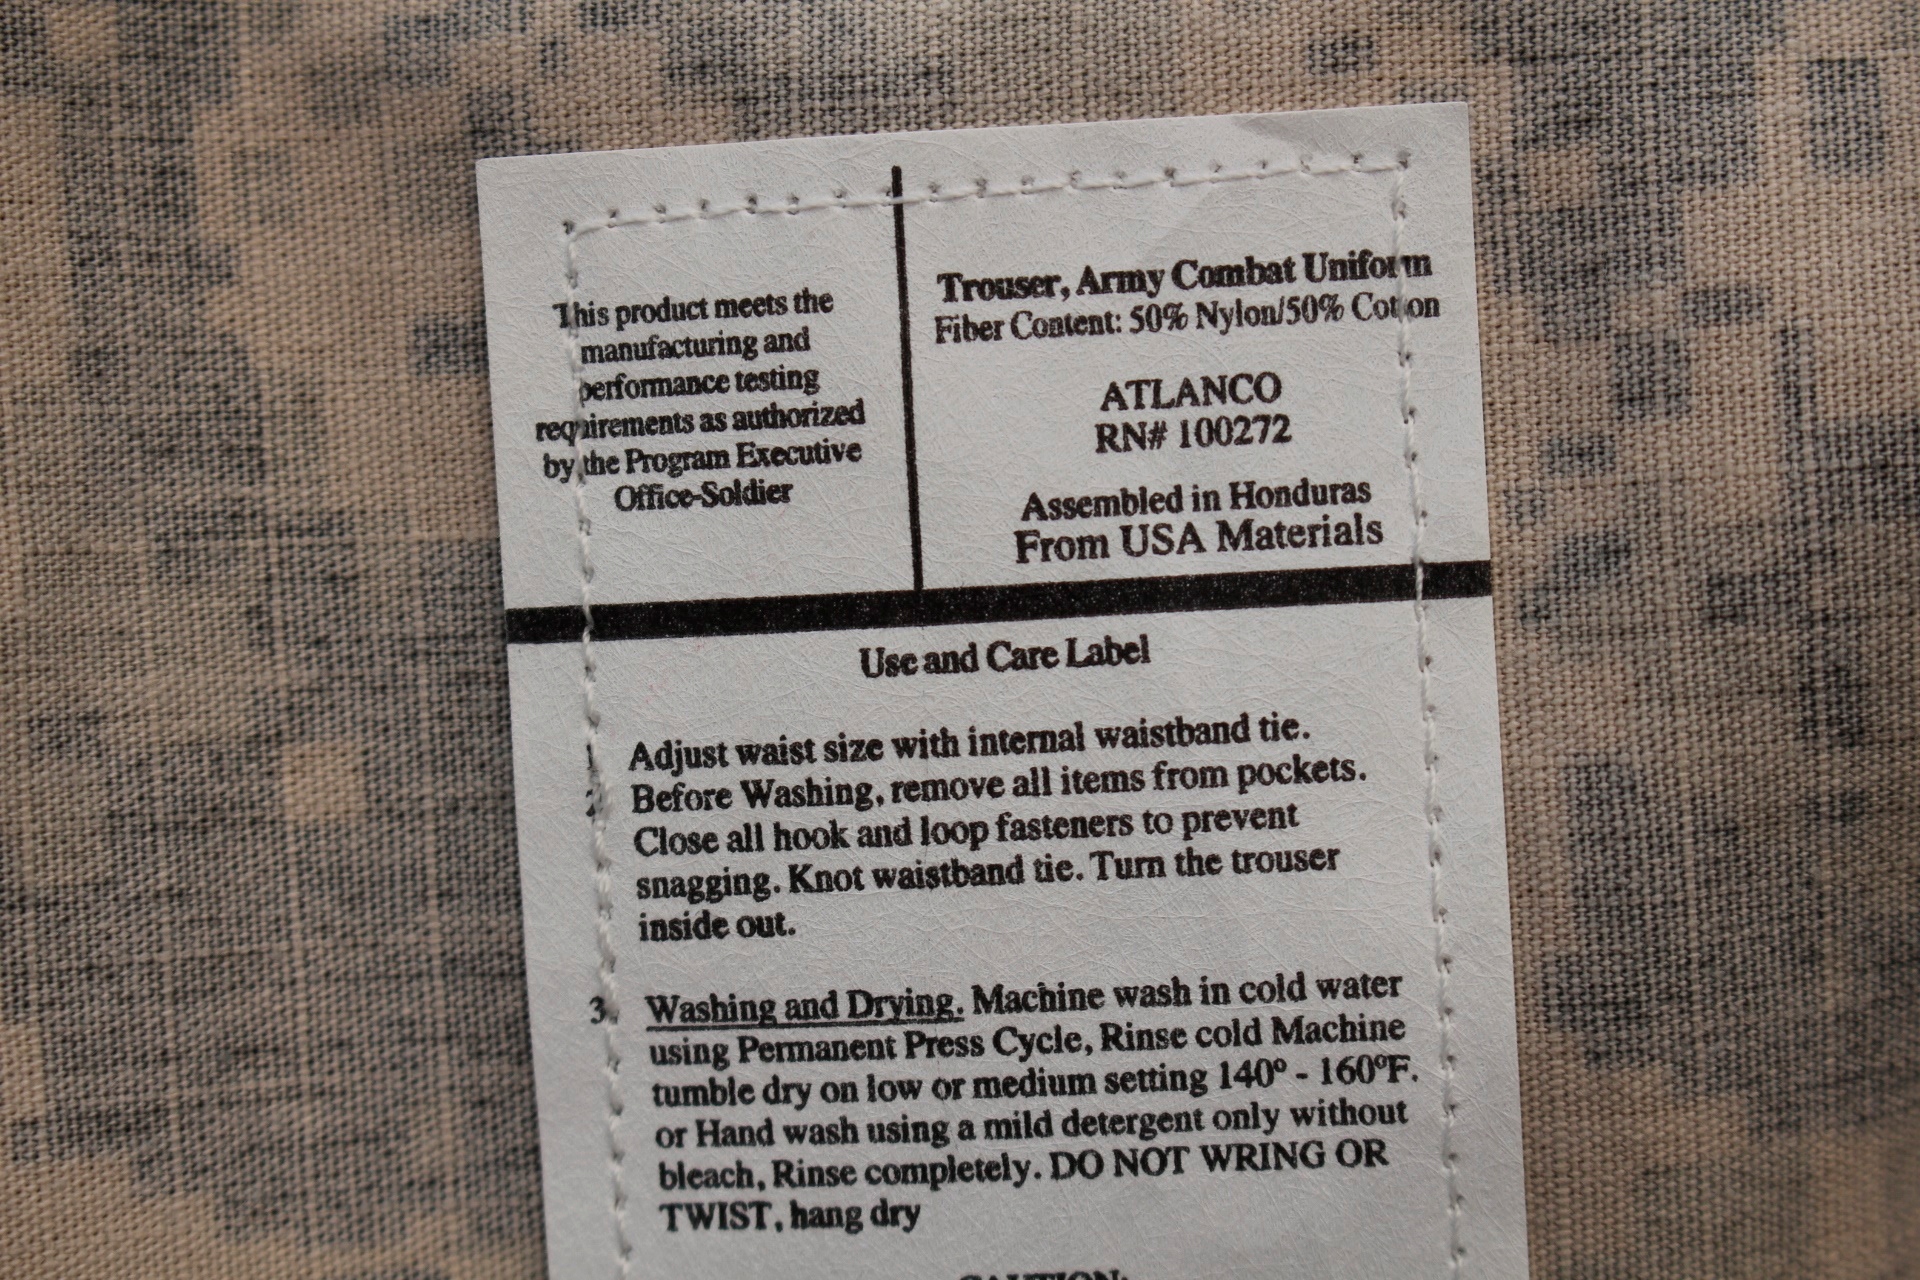 This product meets the
manufacturing and
performance testing
requirements as authorized
by the Program Executive
Office-Soldier
Trouser, Army Combat Uniform
Fiber Content: 50% Nylon/50% Cotton
ATLANCO
RN# 100272
Assembled in Honduras
From USA Materials
Use and Care Label
1 Adjust waist size with internal waistband tie.
2 Before Washing, remove all items from pockets.
Close all hook and loop fasteners to prevent
snagging. Knot waistband tie. Turn the trouser
inside out.
3. Washing and Drying. Machine wash in cold water
using Permanent Press Cycle, Rinse cold Machine
tumble dry on low or medium setting 140º - 160ºF.
or Hand wash using a mild detergent only without
bleach, Rinse completely. DO NOT WRING OR
TWIST, hang dry
CAUTION: